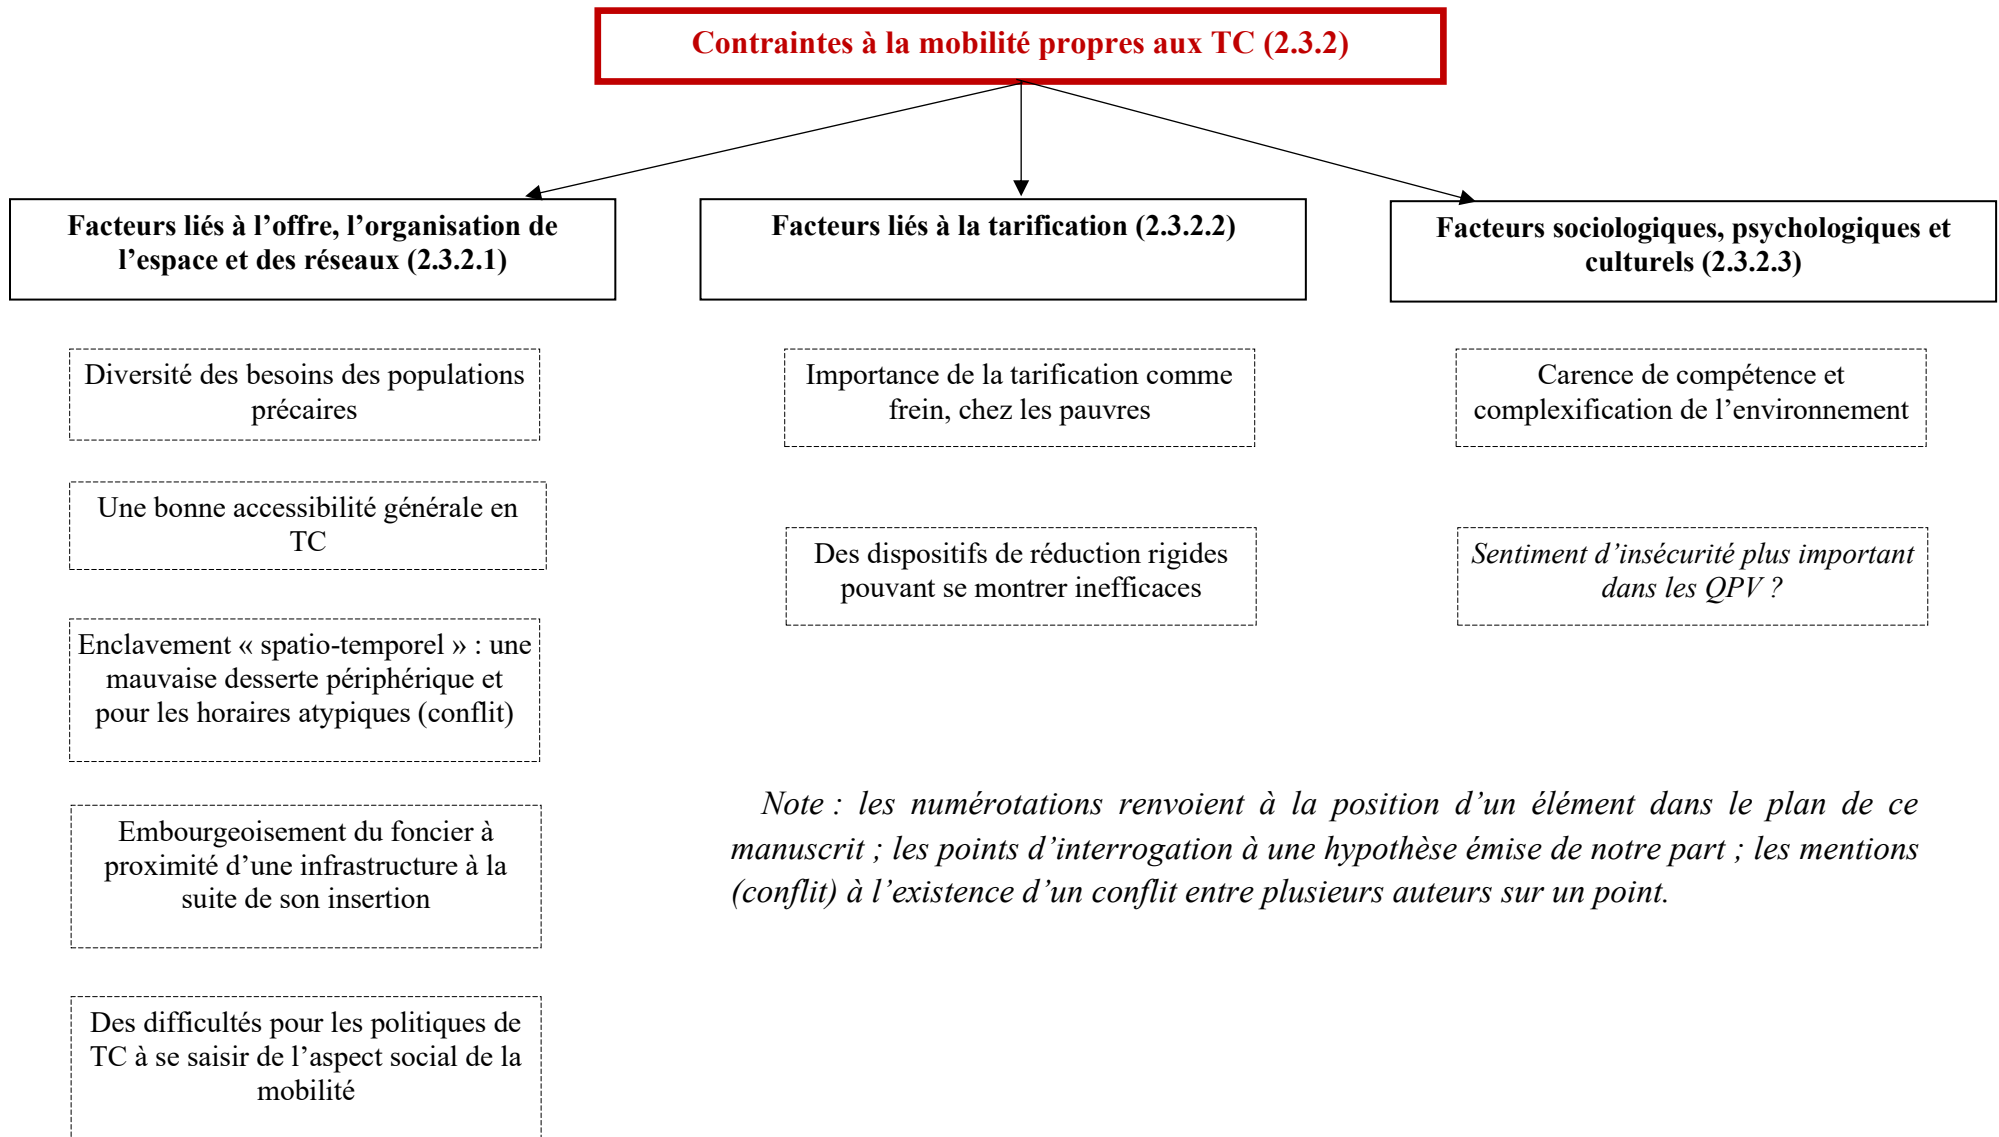 Contraintes à la mobilité propres aux TC (2.3.2)
Facteurs liés à l’offre, l’organisation de
l’espace et des réseaux (2.3.2.1)
Diversité des besoins des populations
précaires
Une bonne accessibilité générale en
TC
Enclavement « spatio-temporel » : une
mauvaise desserte périphérique et
pour les horaires atypiques (conflit)
Embourgeoisement du foncier à
proximité d’une infrastructure à la
suite de son insertion
Des difficultés pour les politiques de
TC à se saisir de l’aspect social de la
mobilité
Facteurs liés à la tarification (2.3.2.2)
Importance de la tarification comme
frein, chez les pauvres
Des dispositifs de réduction rigides
pouvant se montrer inefficaces
Facteurs sociologiques, psychologiques et
culturels (2.3.2.3)
Carence de compétence et
complexification de l’environnement
Sentiment d’insécurité plus important
dans les QPV ?
Note : les numérotations renvoient à la position d’un élément dans le plan de ce
manuscrit ; les points d’interrogation à une hypothèse émise de notre part ; les mentions
(conflit) à l’existence d’un conflit entre plusieurs auteurs sur un point.